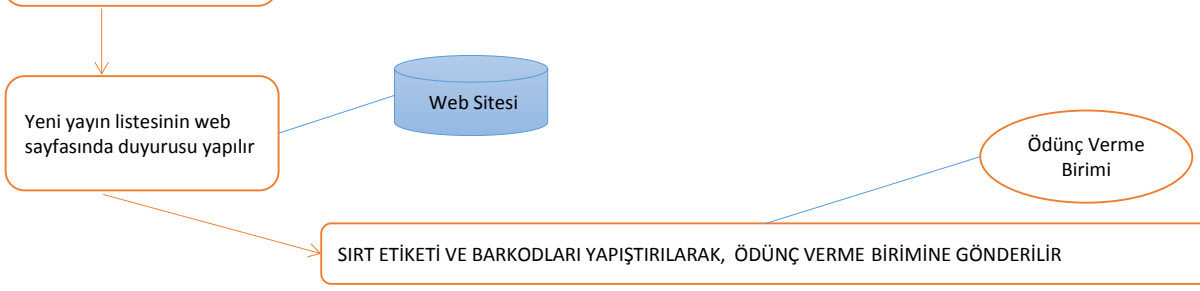 Web Sitesi
Yeni yayın listesinin web
sayfasında duyurusu yapılır
Ödünç Verme
Birimi
SIRT ETİKETİ VE BARKODLARI YAPIŞTIRILARAK, ÖDÜNÇ VERME BİRİMİNE GÖNDERİLİR